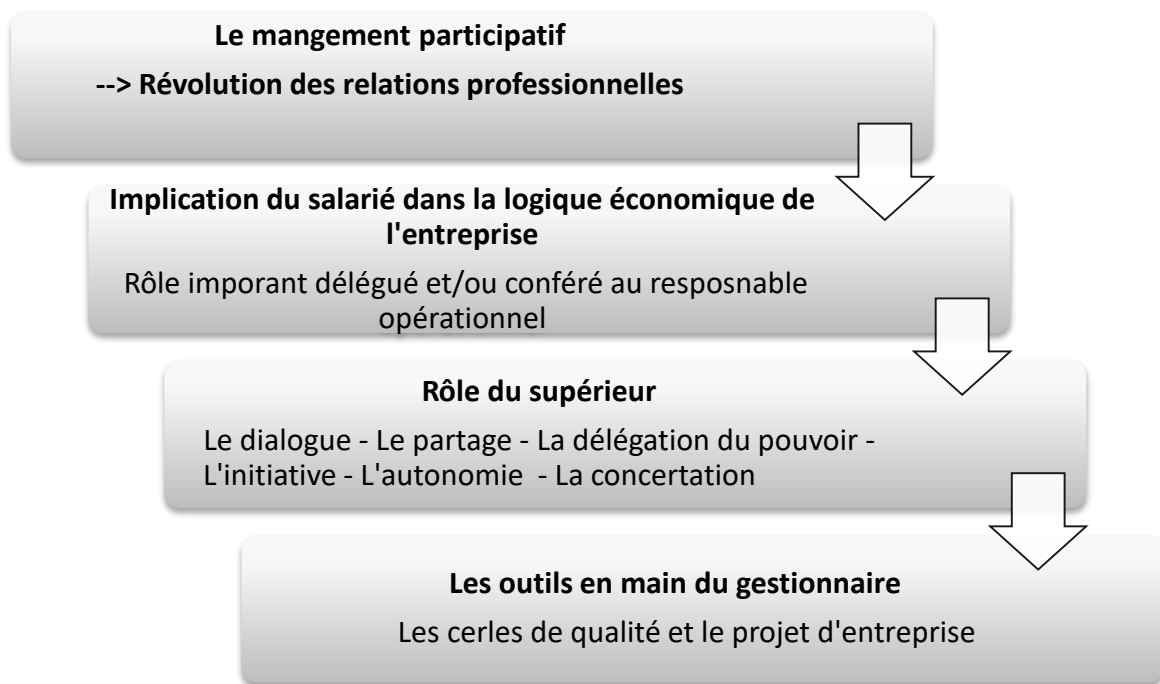 Le mangement participatif
--> Révolution des relations professionnelles
Implication du salarié dans la logique économique de
l'entreprise
Rôle imporant délégué et/ou conféré au resposnable
opérationnel
Rôle du supérieur
Le dialogue - Le partage - La délégation du pouvoir -
L'initiative - L'autonomie - La concertation
Les outils en main du gestionnaire
Les cerles de qualité et le projet d'entreprise